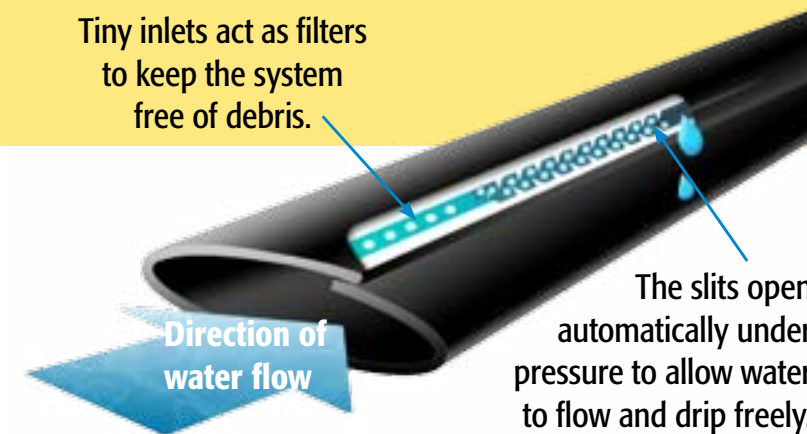 Tiny inlets act as filters
to keep the system
free of debris.
Direction of
water flow
The slits open
automatically under
pressure to allow water
to flow and drip freely.